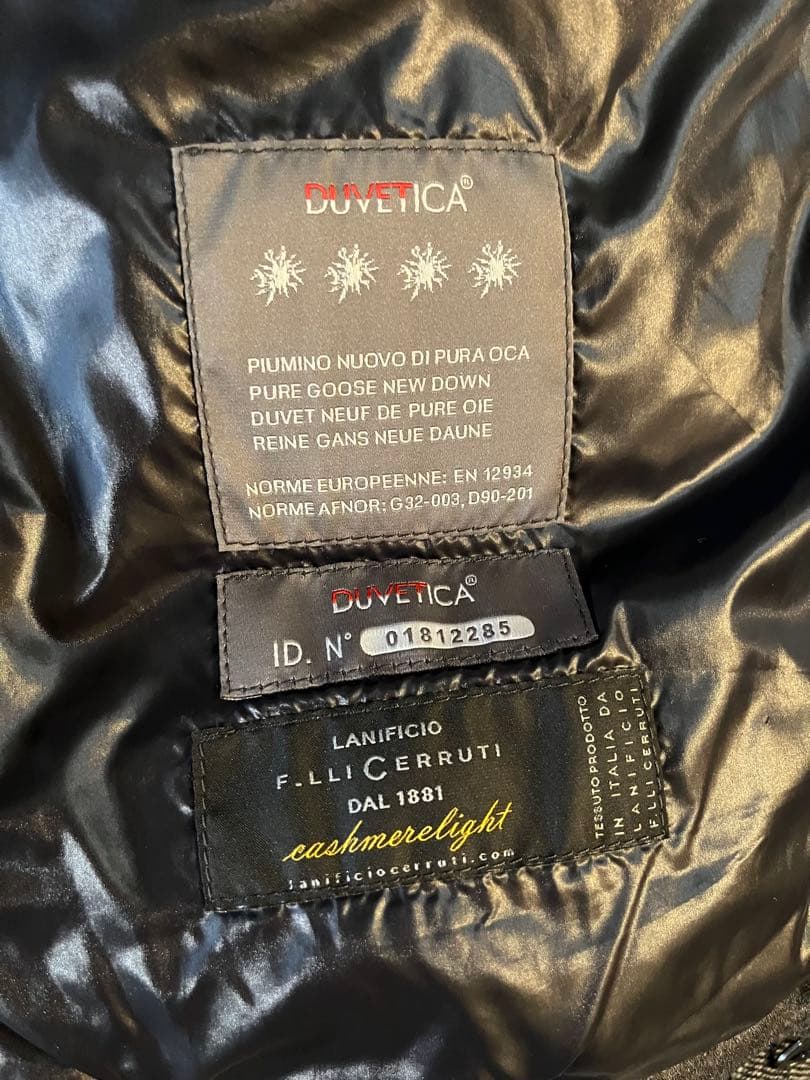 DUVETICA®
PIUMINO NUOVO DI PURA OCA
PURE GOOSE NEW DOWN
DUVET NEUF DE PURE OIE
REINE GANS NEUE DAUNE
NORME EUROPEENNE: EN 12934
NORME AFNOR: G32-003, D90-201
DUVETICA®
ID. N° 01812285
LANIFICIO
F.LLI CERRUTI
DAL 1881
cashmerelight
lanificiocerruti.com
TESSUTO PRODOTTO
IN ITALIA DA
LANIFICIO
F.LLI CERRUTI